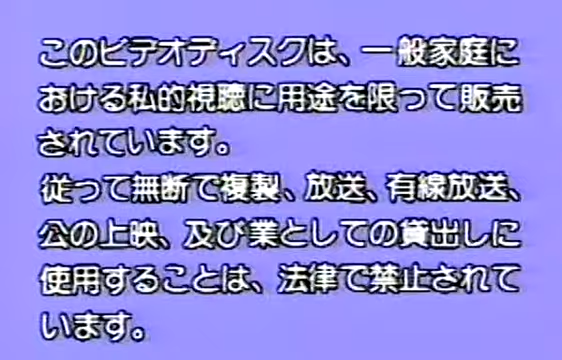 このビデオディスクは、一般家庭に
おける私的視聴に用途を限って販売
されています。
従って無断で複製、放送、有線放送、
公の上映、及び業としての貸出しに
使用することは、法律で禁止されて
います。